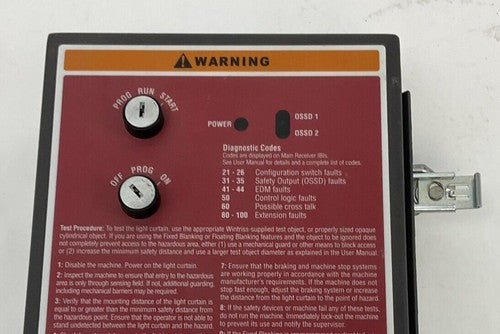 WARNING
PROG RUN START
POWER
OSSD 1
OSSD 2
OFF PROG ON
Diagnostic Codes
Codes are displayed on Main Receiver IBIs.
See User Manual for details and a complete list of codes.
21 - 26 Configuration switch faults
31 - 35 Safety Output (OSSD) faults
41 - 44 EDM faults
50 Control logic faults
60 Possible cross talk
80 - 100 Extension faults
Test Procedure: To test the light curtain, use the appropriate Wintriss-supplied test object, or properly sized opaque
cylindrical object. If you are using the Fixed Blanking or Floating Blanking features and the object to be ignored does
not completely prevent access to the hazardous area, either (1) use a mechanical guard or other means to block access
or (2) increase the minimum safety distance and use a larger test object diameter as explained in the User Manual.
1: Disable the machine. Power on the light curtain.
2: Inspect the machine to ensure that entry to the hazardous
area is only through sensing field. If not, additional guarding,
including mechanical barriers may be required.
3: Verify that the mounting distance of the light curtain is
equal to or greater than the minimum safety distance from
the hazardous point. Ensure that the operator is not able to
stand undetected between the light curtain and the hazard.
7: Ensure that the braking and machine stop systems
are working properly in accordance with the machine
manufacturer's requirements. If the machine does not
stop fast enough, adjust the braking system or increase
the distance from the light curtain to the point of hazard.
8: If the safety devices or machine fail any of these tests,
do not run the machine. Immediately lock-out the machine
to prevent its use and notify the supervisor.